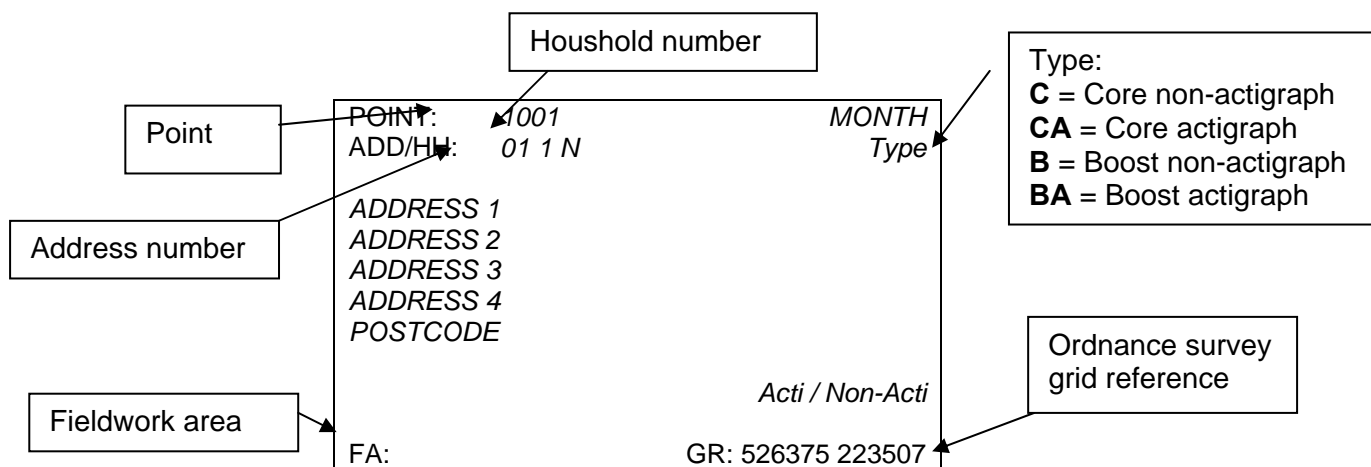 Houshold number
Type:
C = Core non-actigraph
CA = Core actigraph
B = Boost non-actigraph
BA = Boost actigraph
Point
POINT: 1001 MONTH
ADD/HH: 01 1 N Type
Address number
ADDRESS 1
ADDRESS 2
ADDRESS 3
ADDRESS 4
POSTCODE
Ordnance survey
grid reference
Acti / Non-Acti
Fieldwork area
FA: GR: 526375 223507